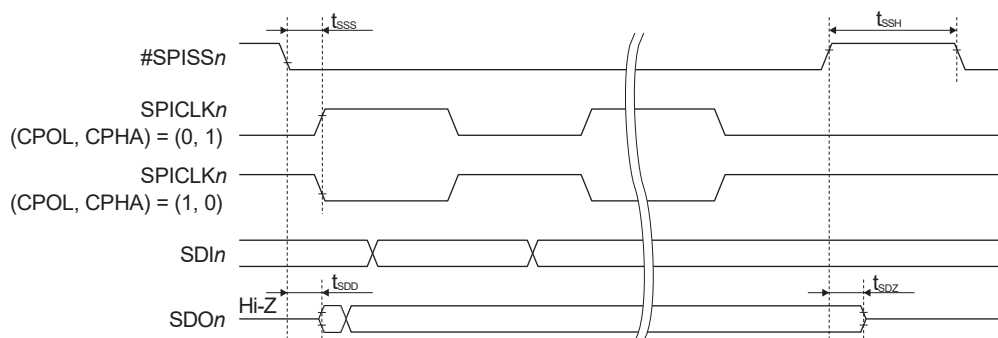 tSSS
tSSH
#SPISSn
SPICLKn
(CPOL, CPHA) = (0, 1)
SPICLKn
(CPOL, CPHA) = (1, 0)
SDIn
tSDD
tSDZ
Hi-Z
SDOn